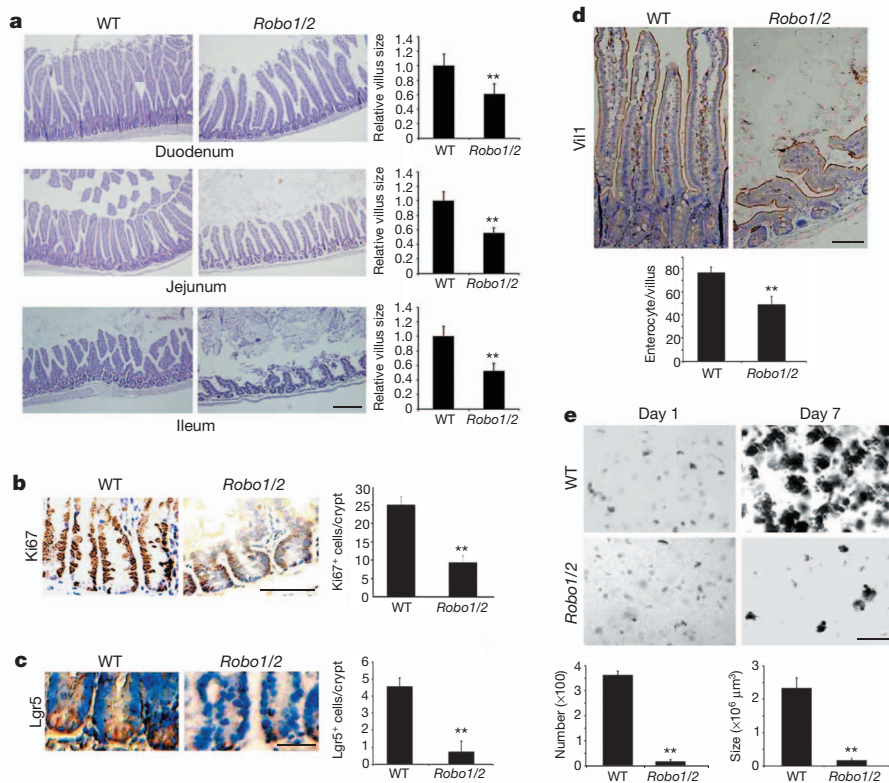 a
WT
Robo1/2
Relative villus size
1.4
1.2
1.0
0.8
0.6
0.4
0.2
0
**
WT
Robo1/2
Duodenum
Relative villus size
1.4
1.2
1.0
0.8
0.6
0.4
0.2
0
**
WT
Robo1/2
Jejunum
Relative villus size
1.4
1.2
1.0
0.8
0.6
0.4
0.2
0
**
WT
Robo1/2
Ileum
b
WT
Robo1/2
Ki67
Ki67+ cells/crypt
30
25
20
15
10
5
0
**
WT
Robo1/2
c
WT
Robo1/2
Lgr5
Lgr5+ cells/crypt
6
5
4
3
2
1
0
**
WT
Robo1/2
d
WT
Robo1/2
Vil1
Enterocyte/villus
80
60
40
60
0
**
WT
Robo1/2
e
Day 1
Day 7
WT
Robo1/2
Number (×100)
4
3
2
1
0
**
WT
Robo1/2
Size (×10⁶ μm³)
3
2
1
0
**
WT
Robo1/2